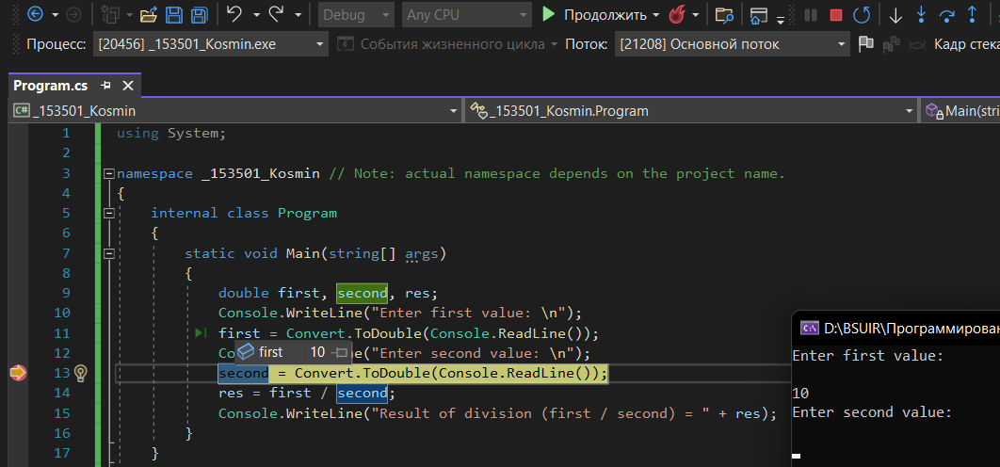 Debug Any CPU Продолжить
Процесс: [20456] _153501_Kosmin.exe События жизненного цикла Поток: [21208] Основной поток Кадр стека
Program.cs
C# _153501_Kosmin _153501_Kosmin.Program Main(stri
1 using System;
2
3 namespace _153501_Kosmin // Note: actual namespace depends on the project name.
4 {
5 internal class Program
6 {
7 static void Main(string[] args)
8 {
9 double first, second, res;
10 Console.WriteLine("Enter first value: \n");
11 first = Convert.ToDouble(Console.ReadLine());
first 10
12 Co ne("Enter second value: \n");
13 second = Convert.ToDouble(Console.ReadLine());
14 res = first / second;
15 Console.WriteLine("Result of division (first / second) = " + res);
16 }
17 }
D:\BSUIR\Программирован
Enter first value:
10
Enter second value: